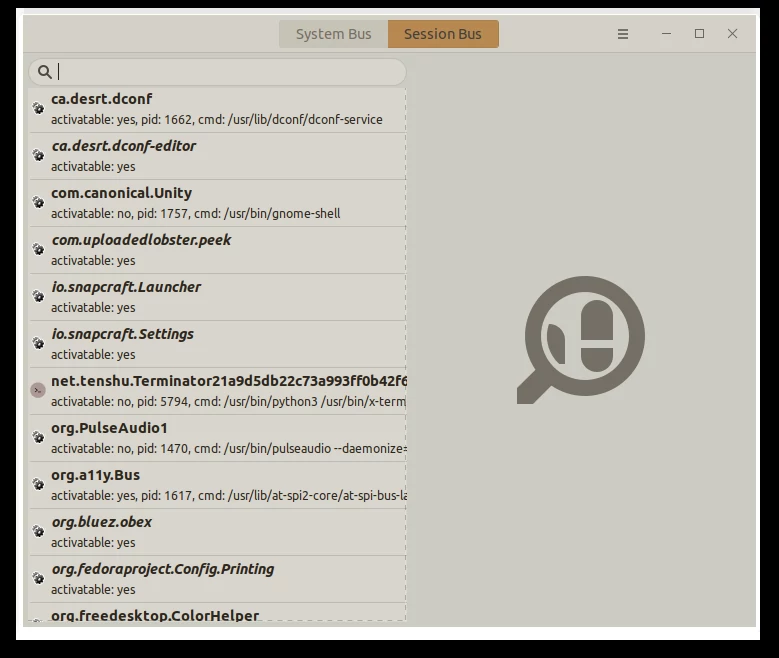 System Bus
Session Bus
ca.desrt.dconf
activatable: yes, pid: 1662, cmd: /usr/lib/dconf/dconf-service
ca.desrt.dconf-editor
activatable: yes
com.canonical.Unity
activatable: no, pid: 1757, cmd: /usr/bin/gnome-shell
com.uploadedlobster.peek
activatable: yes
io.snapcraft.Launcher
activatable: yes
io.snapcraft.Settings
activatable: yes
net.tenshu.Terminator21a9d5db22c73a993ff0b42f6
activatable: no, pid: 5794, cmd: /usr/bin/python3 /usr/bin/x-term
org.PulseAudio1
activatable: no, pid: 1470, cmd: /usr/bin/pulseaudio --daemonize=
org.a11y.Bus
activatable: yes, pid: 1617, cmd: /usr/lib/at-spi2-core/at-spi-bus-la
org.bluez.obex
activatable: yes
org.fedoraproject.Config.Printing
activatable: yes
org.freedesktop.ColorHelper